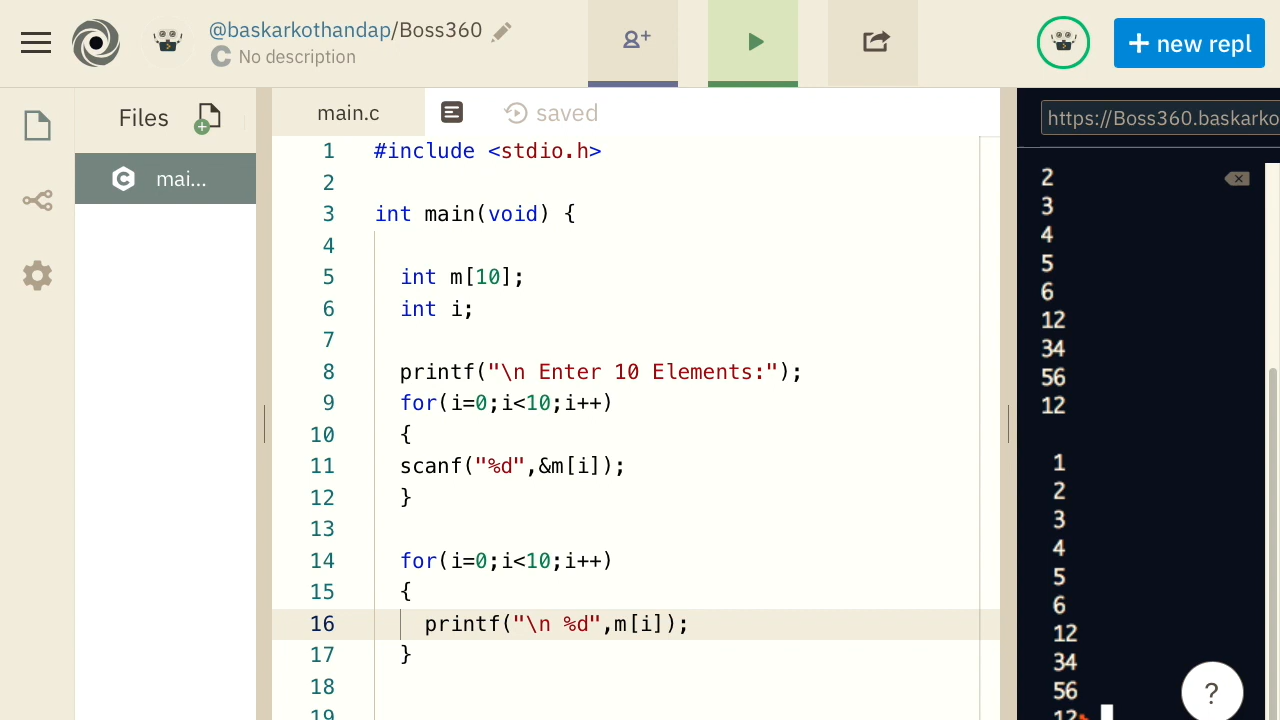 @baskarkothandap/Boss360
No description
+ new repl
Files
main.c
saved
https://Boss360.baskarko
mai...
1 #include <stdio.h>
2
3 int main(void) {
4
5 int m[10];
6 int i;
7
8 printf("\n Enter 10 Elements:");
9 for(i=0;i<10;i++)
10 {
11 scanf("%d",&m[i]);
12 }
13
14 for(i=0;i<10;i++)
15 {
16 printf("\n %d",m[i]);
17 }
18
19
2
3
4
5
6
12
34
56
12
1
2
3
4
5
6
12
34
56
12
?